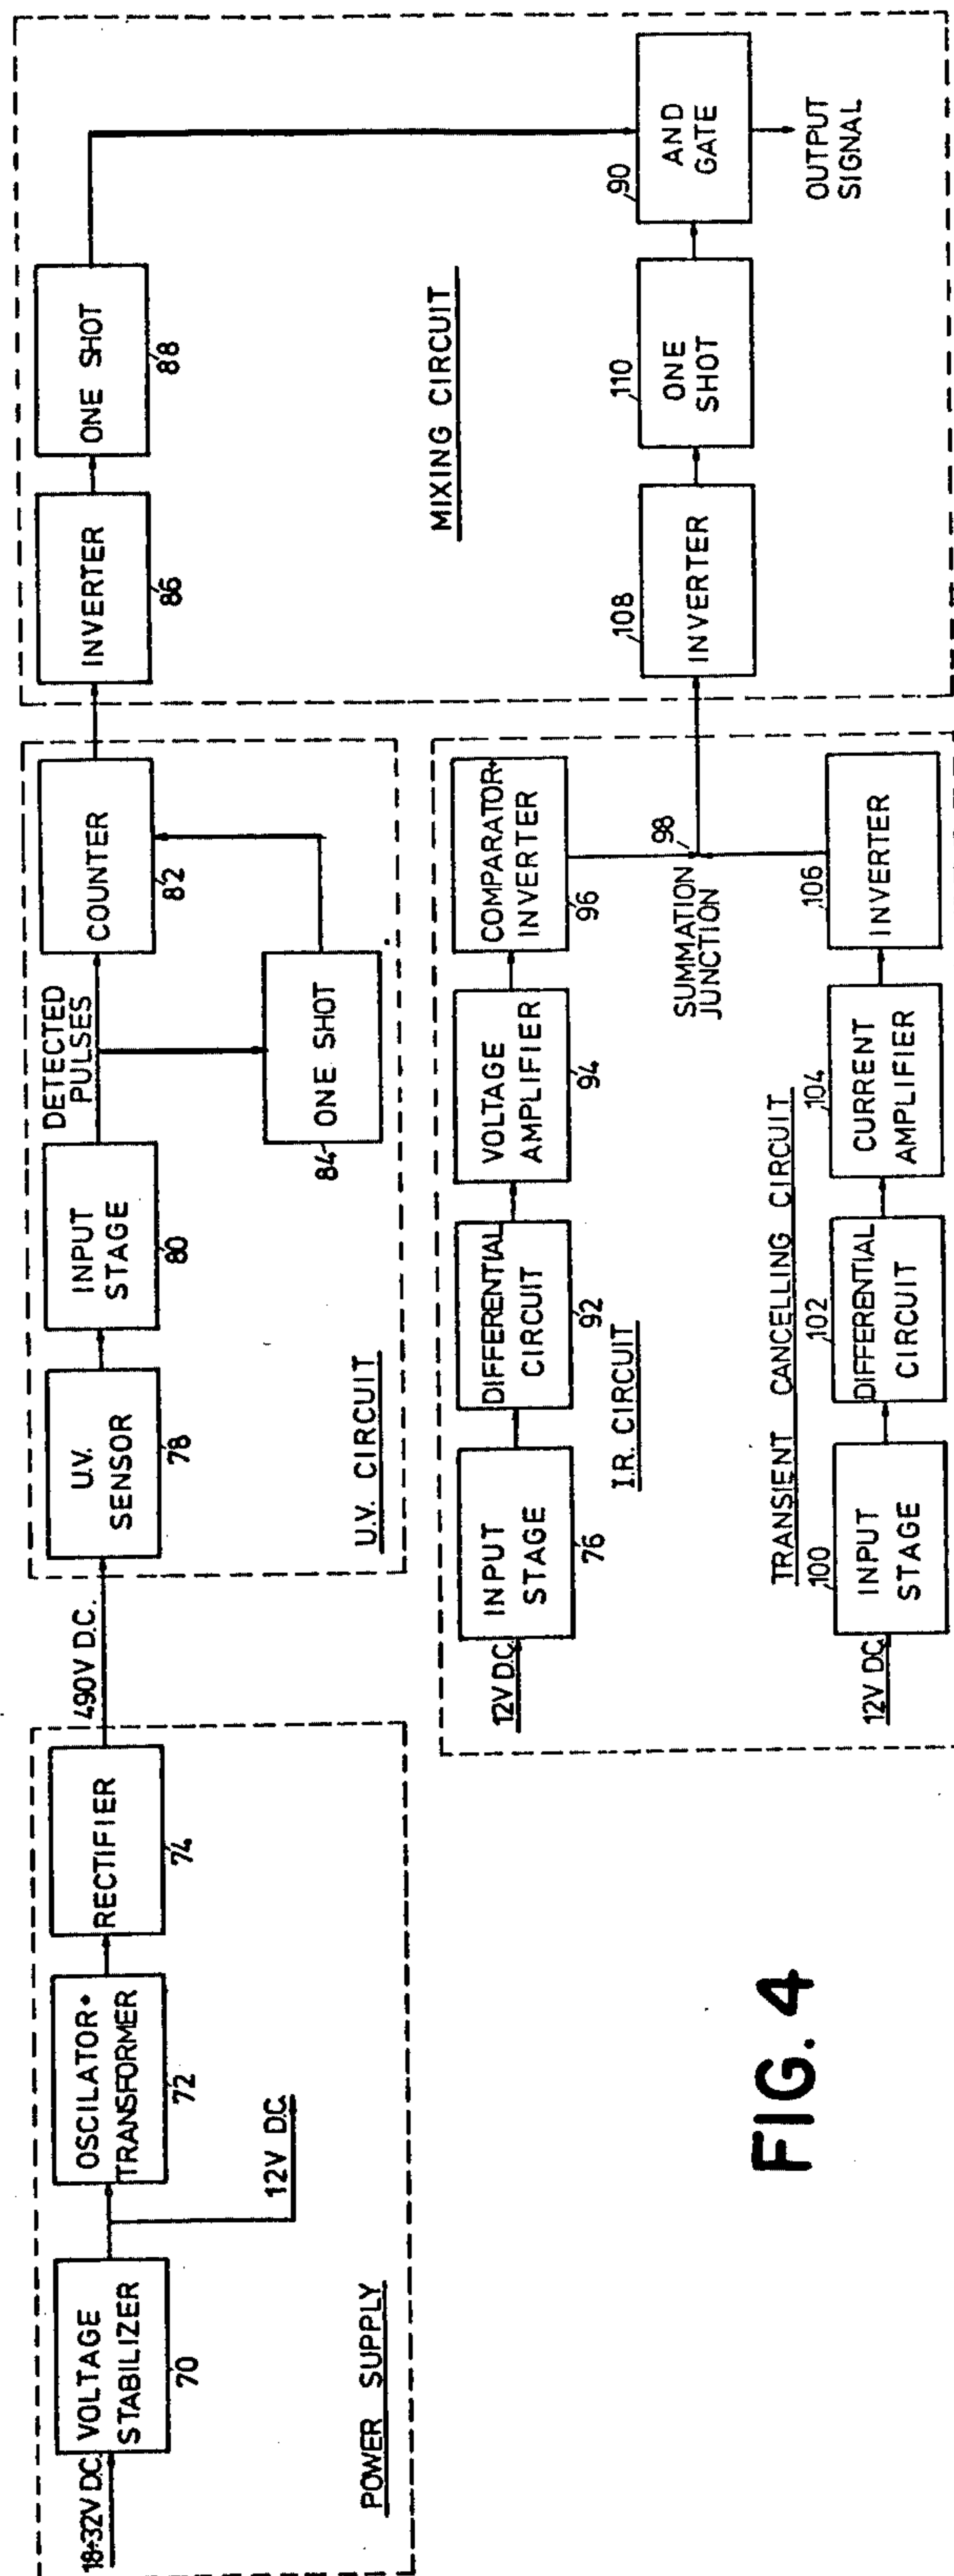 18÷32V D.C.
VOLTAGE
STABILIZER
70
OSCILATOR+
TRANSFORMER
72
RECTIFIER
74
12V D.C.
POWER SUPPLY
490V D.C.
U.V.
SENSOR
78
INPUT
STAGE
80
DETECTED
PULSES
COUNTER
82
84
ONE SHOT
U.V. CIRCUIT
INVERTER
86
ONE SHOT
88
MIXING CIRCUIT
12V D.C.
INPUT
STAGE
76
DIFFERENTIAL
CIRCUIT
92
VOLTAGE
AMPLIFIER
94
COMPARATOR+
INVERTER
96
I.R. CIRCUIT
SUMMATION
JUNCTION
98
TRANSIENT CANCELLING CIRCUIT
12V D.C.
100
INPUT
STAGE
102
DIFFERENTIAL
CIRCUIT
104
CURRENT
AMPLIFIER
106
INVERTER
108
INVERTER
110
ONE
SHOT
90
AND
GATE
OUTPUT
SIGNAL
FIG. 4